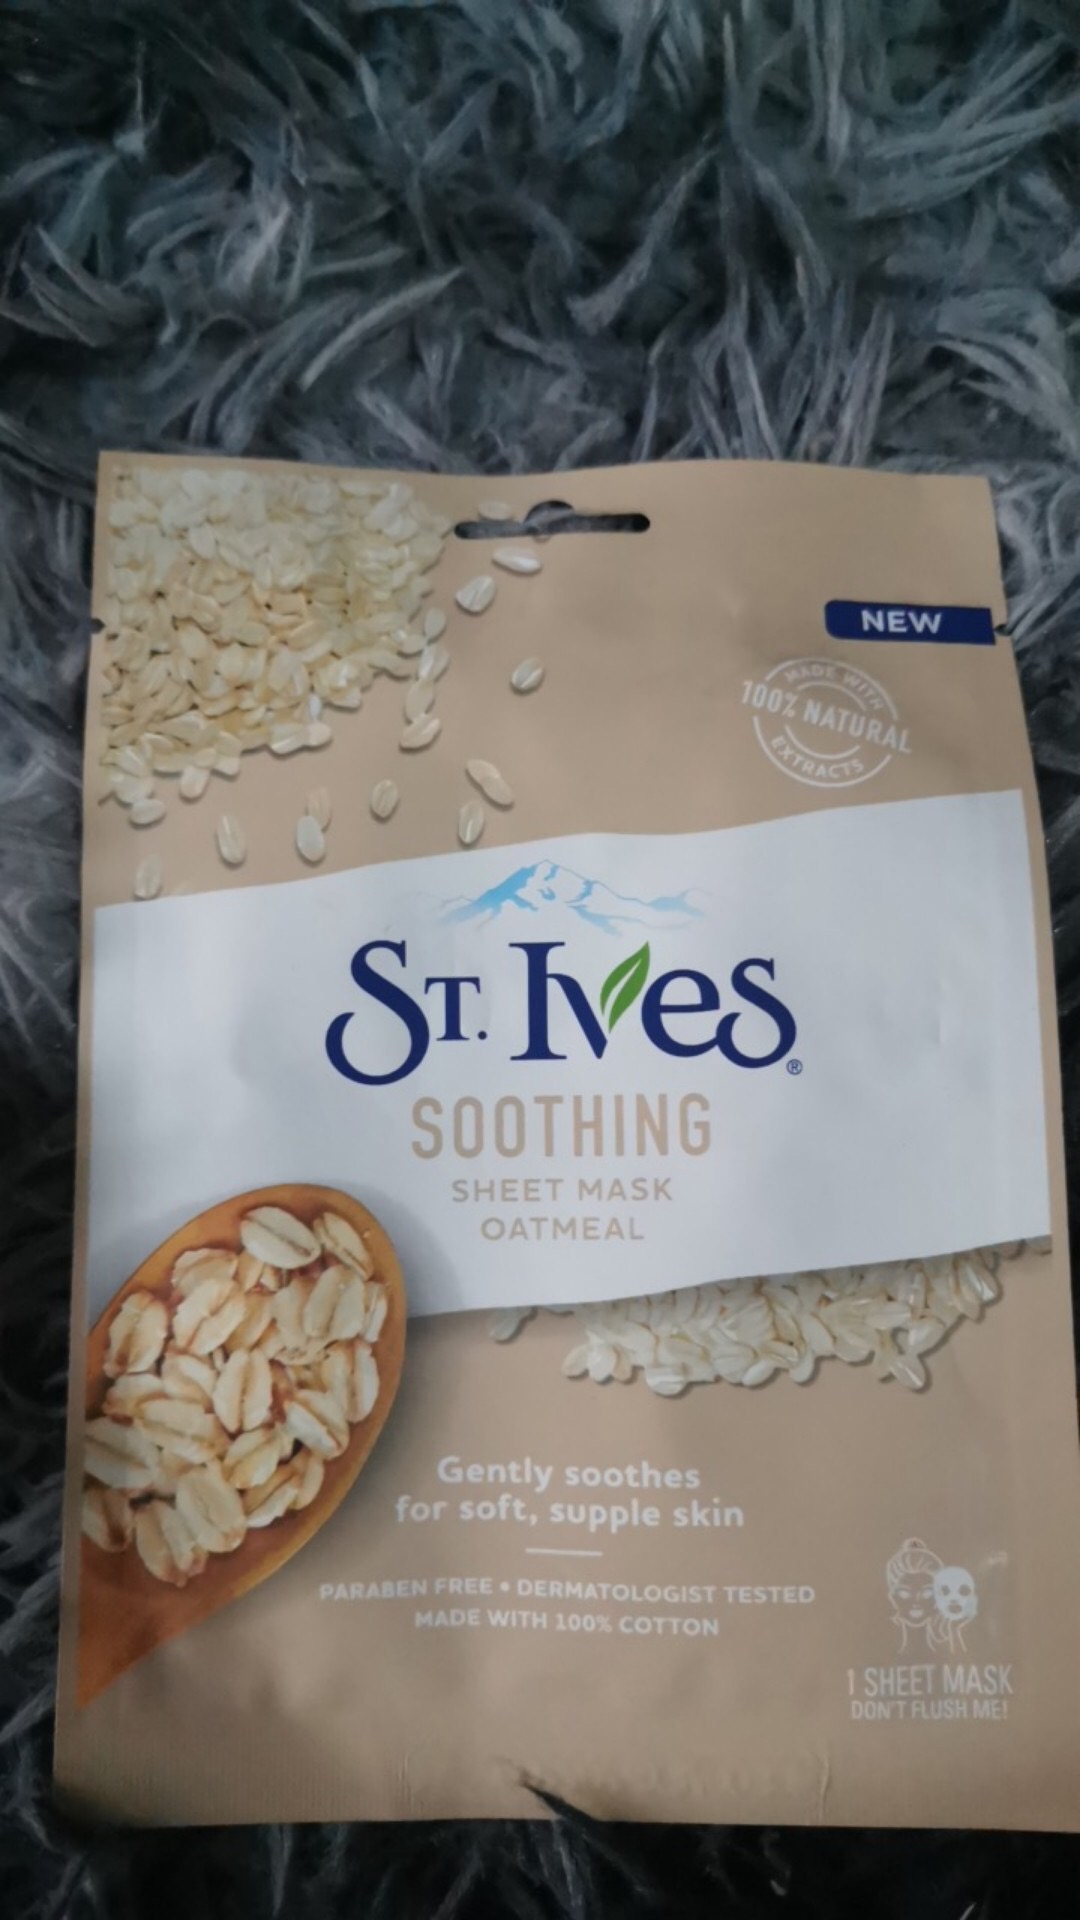 NEW
MADE WITH
100% NATURAL
EXTRACTS
ST. IVES®
SOOTHING
SHEET MASK
OATMEAL
Gently soothes
for soft, supple skin
PARABEN FREE • DERMATOLOGIST TESTED
MADE WITH 100% COTTON
1 SHEET MASK
DON'T FLUSH ME!